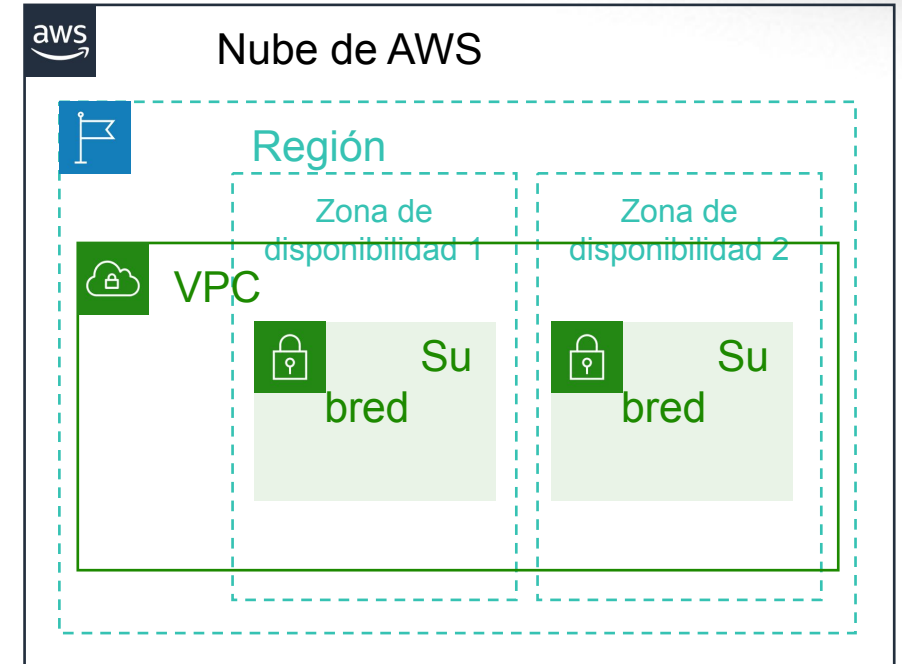 aws
Nube de AWS
Región
Zona de
disponibilidad 1
Zona de
disponibilidad 2
VPC
Su
bred
Su
bred